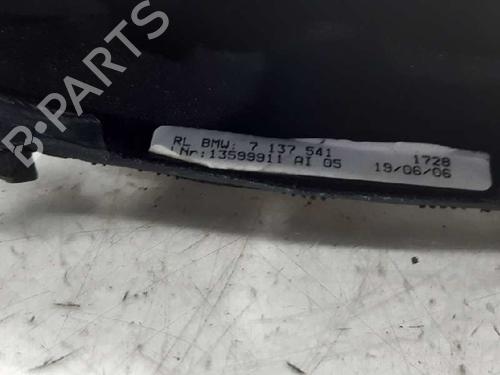 B-PARTS
RL BMW: 7 137 541 1728
LNr:13599911 AI 05 19/06/06